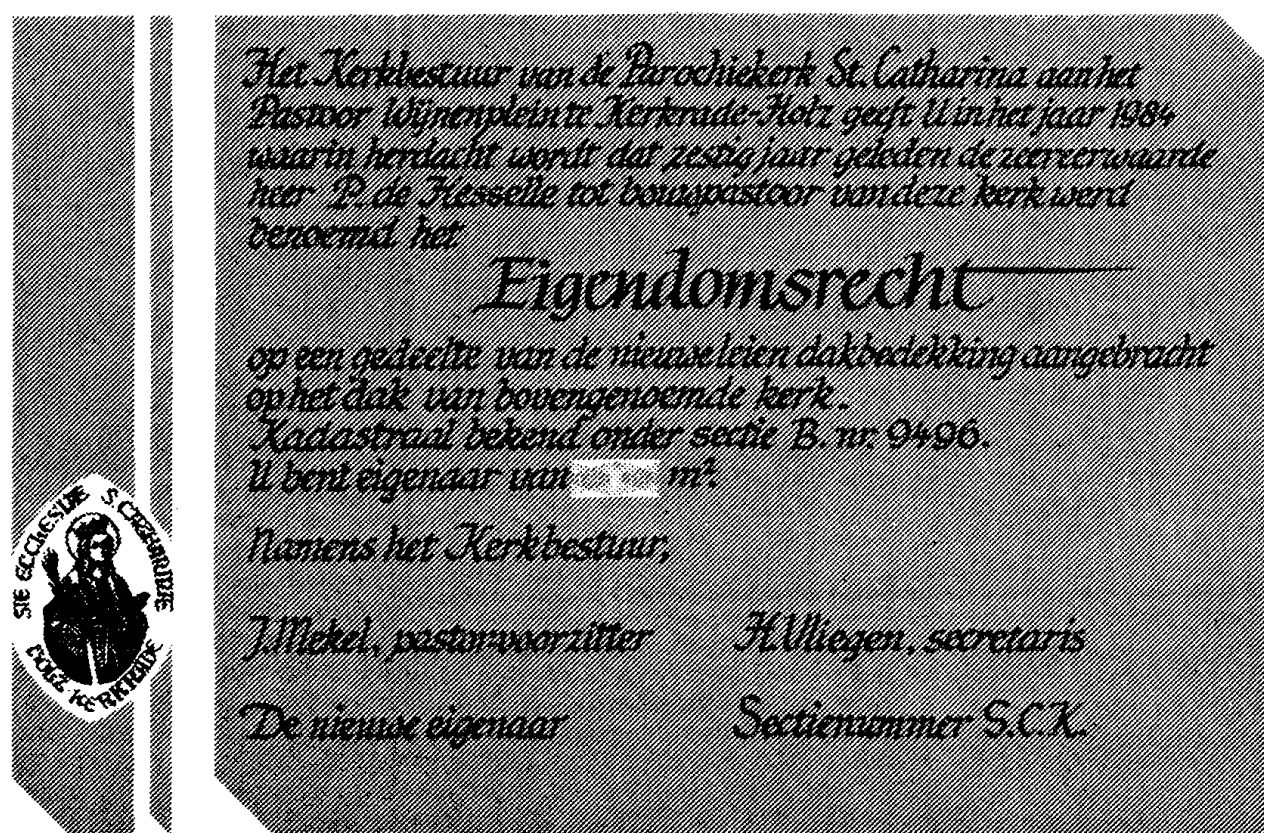 Het Kerkbestuur van de Parochiekerk St. Catharina aan het
Pastoor Wijnenplein te Kerkrade-Holz geeft U in het jaar 1984
waarin herdacht wordt dat zestig jaar geleden de zeereerwaarde
heer P. de Hesselle tot bouwpastoor van deze kerk werd
benoemd het
Eigendomsrecht
op een gedeelte van de nieuwe leien dakbedekking aangebracht
op het dak van bovengenoemde kerk.
Kadastraal bekend onder sectie B. nr. 9496.
U bent eigenaar van m².
Namens het Kerkbestuur,
J. Mekel, pastor-voorzitter H. Vliegen, secretaris
De nieuwe eigenaar Sectienummer S.C.K.
HOLZ-KERKRADE